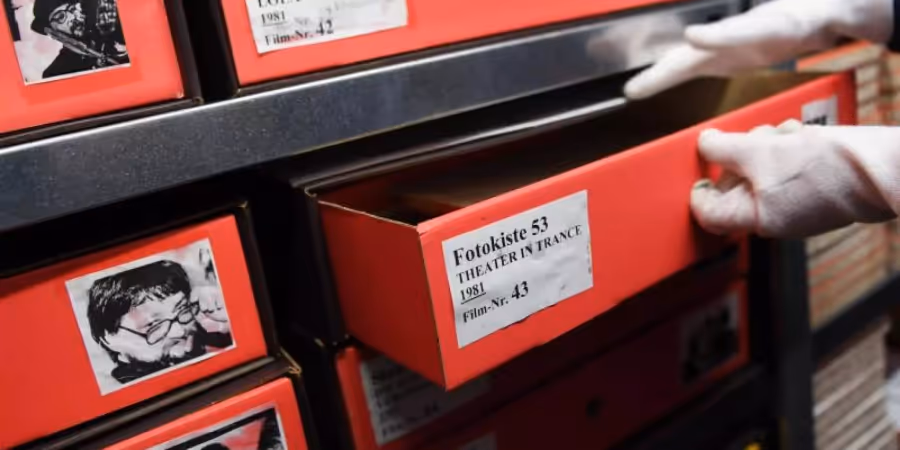 1981
Film-Nr. 42
Fotokiste 53
THEATER IN TRANCE
1981
Film-Nr. 43